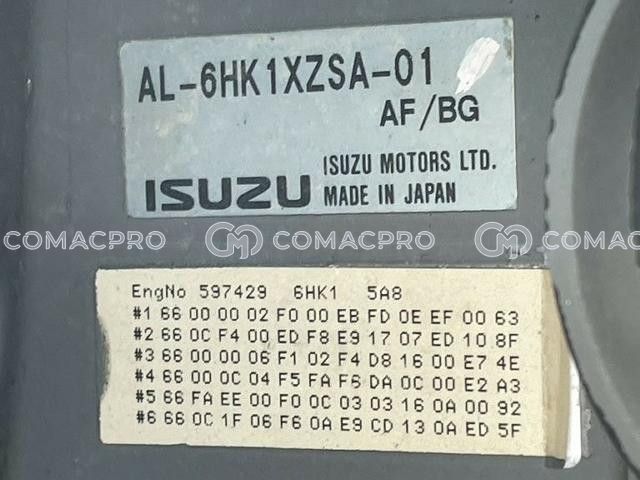 AL-6HK1XZSA-01
AF/BG
ISUZU MOTORS LTD.
ISUZU MADE IN JAPAN
COMACPRO COMACPRO COMACPRO
EngNo 597429 6HK1 5A8
#1 66 00 00 02 F0 00 EB FD 0E EF 00 63
#2 66 0C F4 00 ED F8 E9 17 07 ED 10 8F
#3 66 00 00 06 F1 02 F4 D8 16 00 E7 4E
#4 66 00 0C 04 F5 FA F6 DA 0C 00 E2 A3
#5 66 FA EE 00 F0 0C 03 03 16 0A 00 92
#6 66 0C 1F 06 F6 0A E9 CD 13 0A ED 5F